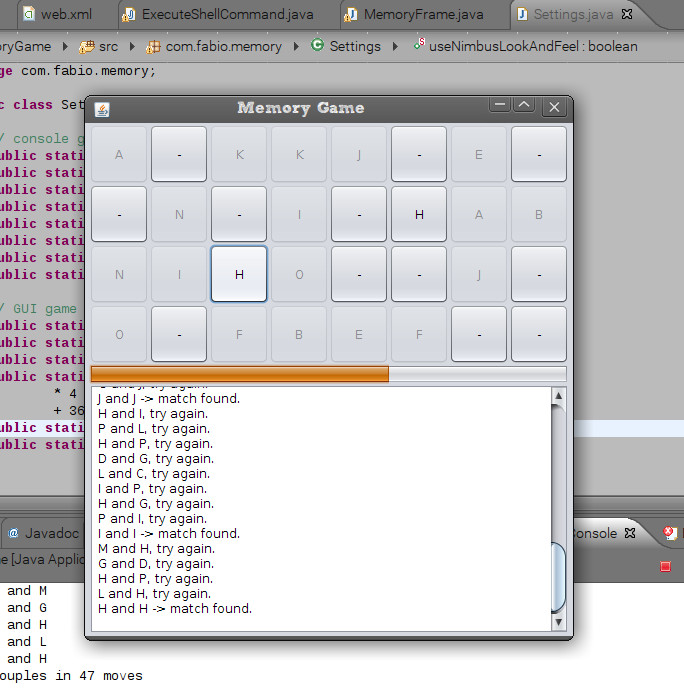 web.xml ExecuteShellCommand.java MemoryFrame.java Settings.java
ryGame src com.fabio.memory Settings useNimbusLookAndFeel : boolean
ge com.fabio.memory;
c class Set
/ console g
ublic stati
ublic stati
ublic stati
ublic stati
ublic stati
ublic stati
ublic stati
ublic stati
/ GUI game
ublic stati
ublic stati
ublic stati
ublic stati
* 4
+ 36
ublic stati
ublic stati
Memory Game
A - K K J - E -
- N - I - H A B
N I H O - - J -
O - F B E F - -
J and J -> match found.
H and I, try again.
P and L, try again.
H and P, try again.
D and G, try again.
L and C, try again.
I and P, try again.
H and G, try again.
P and I, try again.
I and I -> match found.
M and H, try again.
G and D, try again.
H and P, try again.
L and H, try again.
H and H -> match found.
@ Javadoc
Console
e [Java Applic
and M
and G
and H
and L
and H
ouples in 47 moves